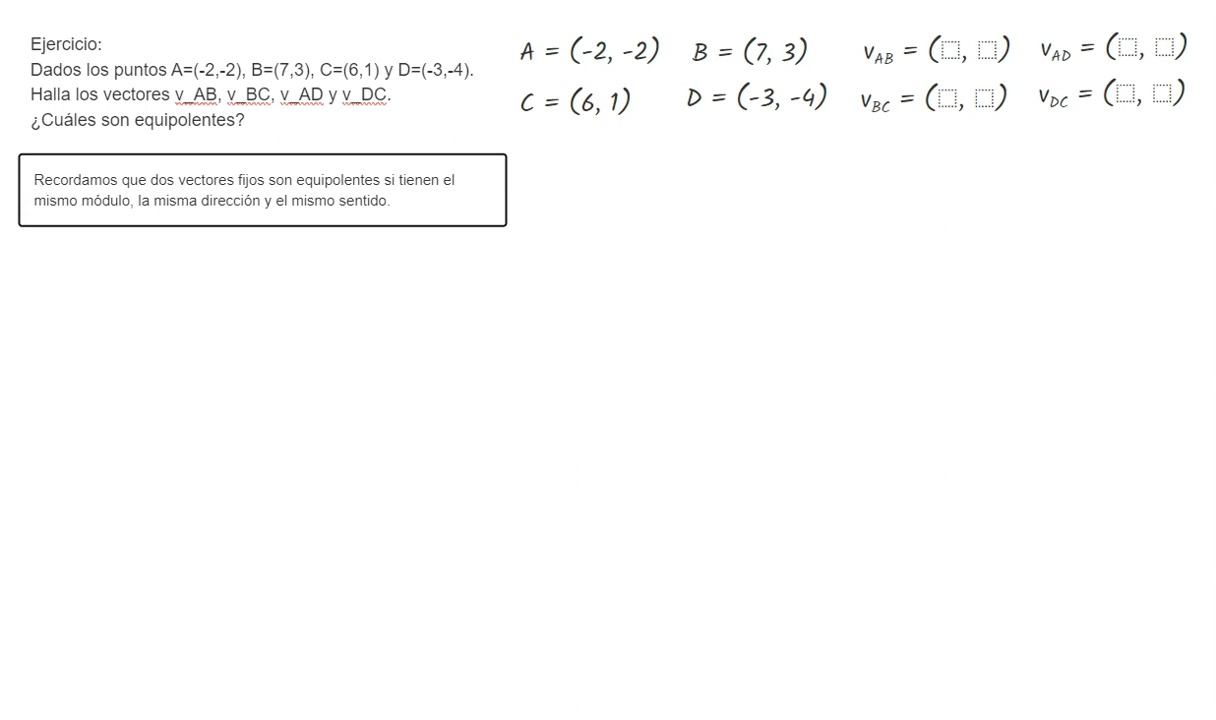 Ejercicio:
Dados los puntos A=(-2,-2), B=(7,3), C=(6,1) y D=(-3,-4).
Halla los vectores v_AB, v_BC, v_AD y v_DC.
¿Cuáles son equipolentes?
Recordamos que dos vectores fijos son equipolentes si tienen el
mismo módulo, la misma dirección y el mismo sentido.
A = (-2, -2) B = (7, 3) v_AB = (⬚, ⬚) v_AD = (⬚, ⬚)
C = (6, 1) D = (-3, -4) v_BC = (⬚, ⬚) v_DC = (⬚, ⬚)